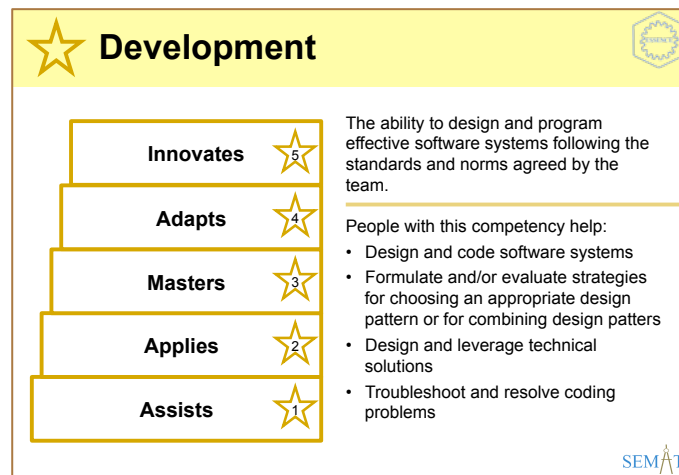 Development
ESSENCE
The ability to design and program
effective software systems following the
standards and norms agreed by the
team.
People with this competency help:
• Design and code software systems
• Formulate and/or evaluate strategies
for choosing an appropriate design
pattern or for combining design patters
• Design and leverage technical
solutions
• Troubleshoot and resolve coding
problems
Innovates 5
Adapts 4
Masters 3
Applies 2
Assists 1
SEMAT